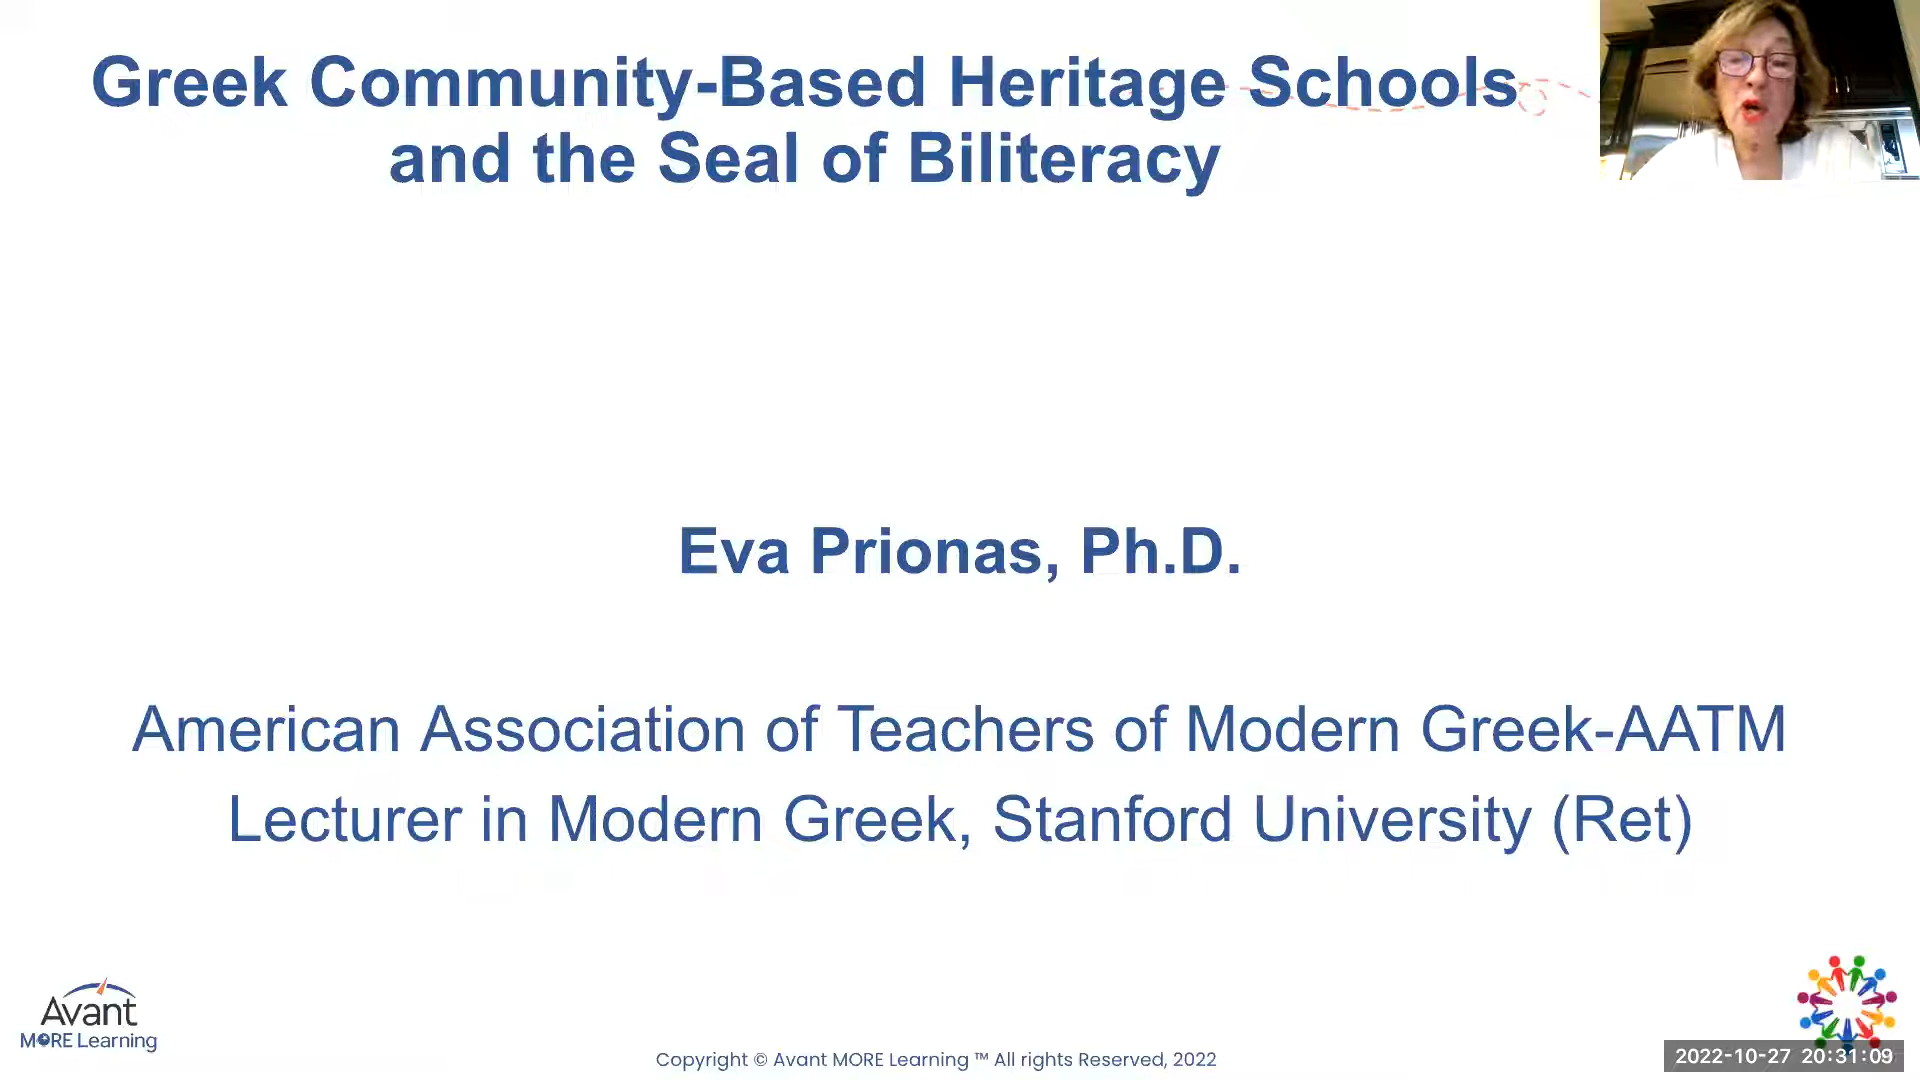 Greek Community-Based Heritage Schools
and the Seal of Biliteracy
Eva Prionas, Ph.D.
American Association of Teachers of Modern Greek-AATM
Lecturer in Modern Greek, Stanford University (Ret)
Avant
MORE Learning
Copyright © Avant MORE Learning ™ All rights Reserved, 2022
2022-10-27 20:31:09